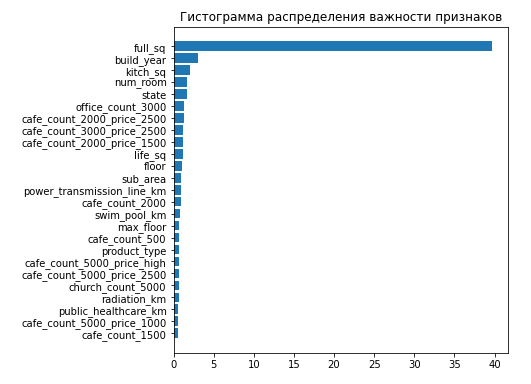 Гистограмма распределения важности признаков
full_sq
build_year
kitch_sq
num_room
state
office_count_3000
cafe_count_2000_price_2500
cafe_count_3000_price_2500
cafe_count_2000_price_1500
life_sq
floor
sub_area
power_transmission_line_km
cafe_count_2000
swim_pool_km
max_floor
cafe_count_500
product_type
cafe_count_5000_price_high
cafe_count_5000_price_2500
church_count_5000
radiation_km
public_healthcare_km
cafe_count_5000_price_1000
cafe_count_1500
0 5 10 15 20 25 30 35 40